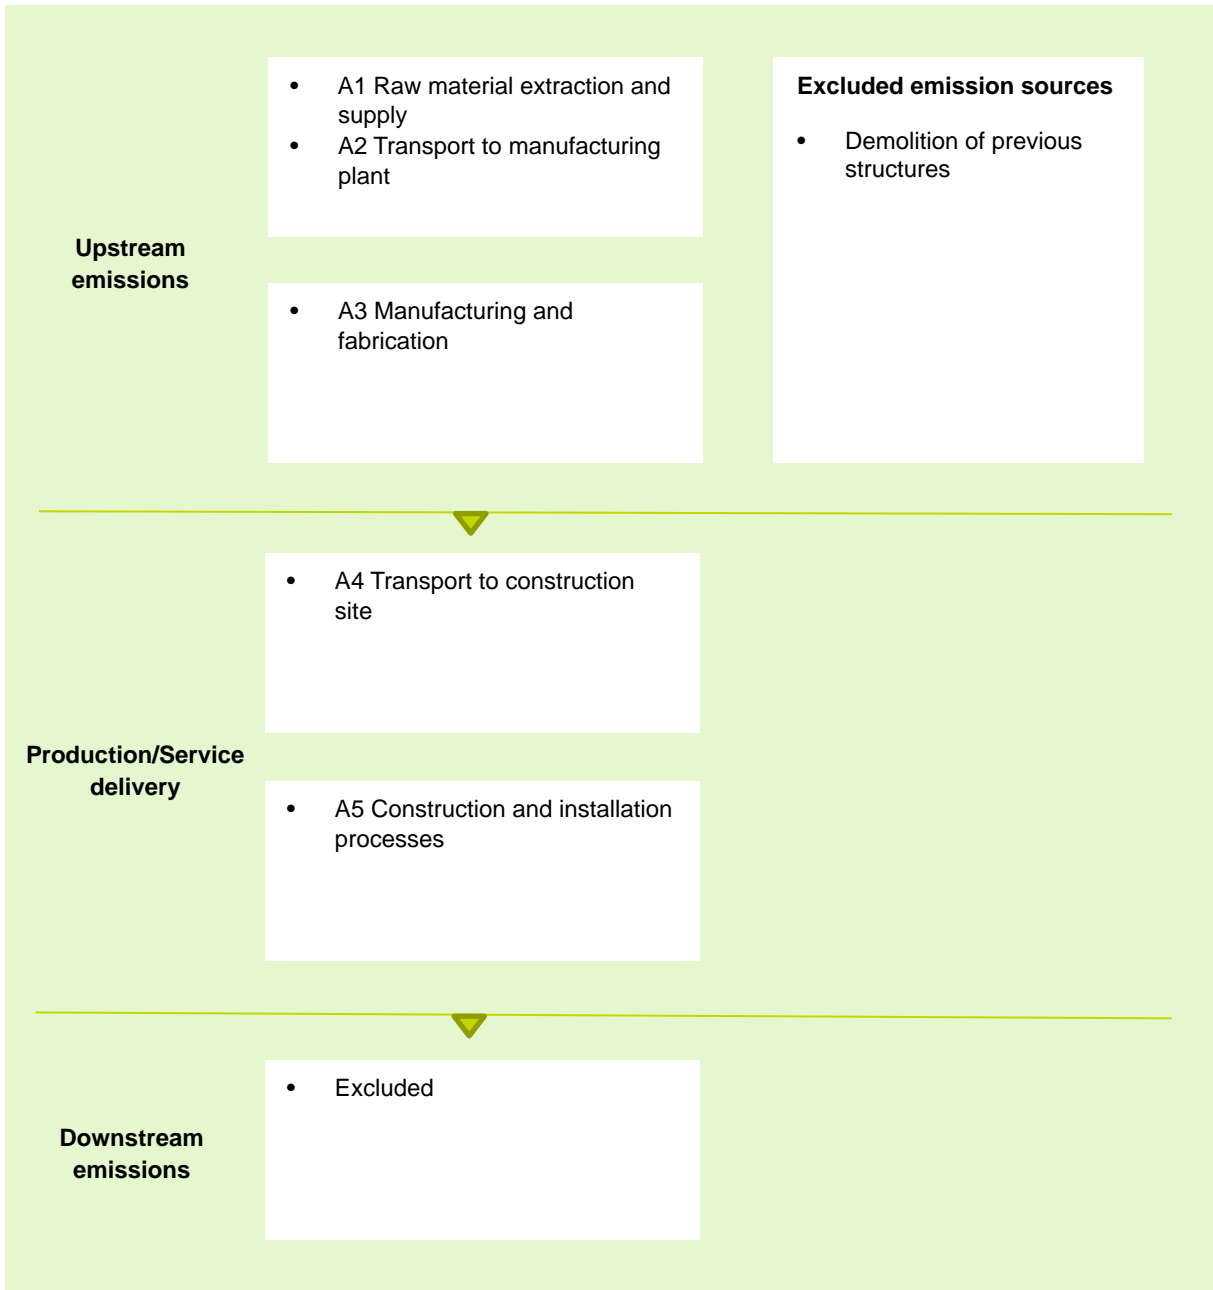 • A1 Raw material extraction and
supply
• A2 Transport to manufacturing
plant
Excluded emission sources
• Demolition of previous
structures
Upstream
emissions
• A3 Manufacturing and
fabrication
• A4 Transport to construction
site
Production/Service
delivery
• A5 Construction and installation
processes
• Excluded
Downstream
emissions